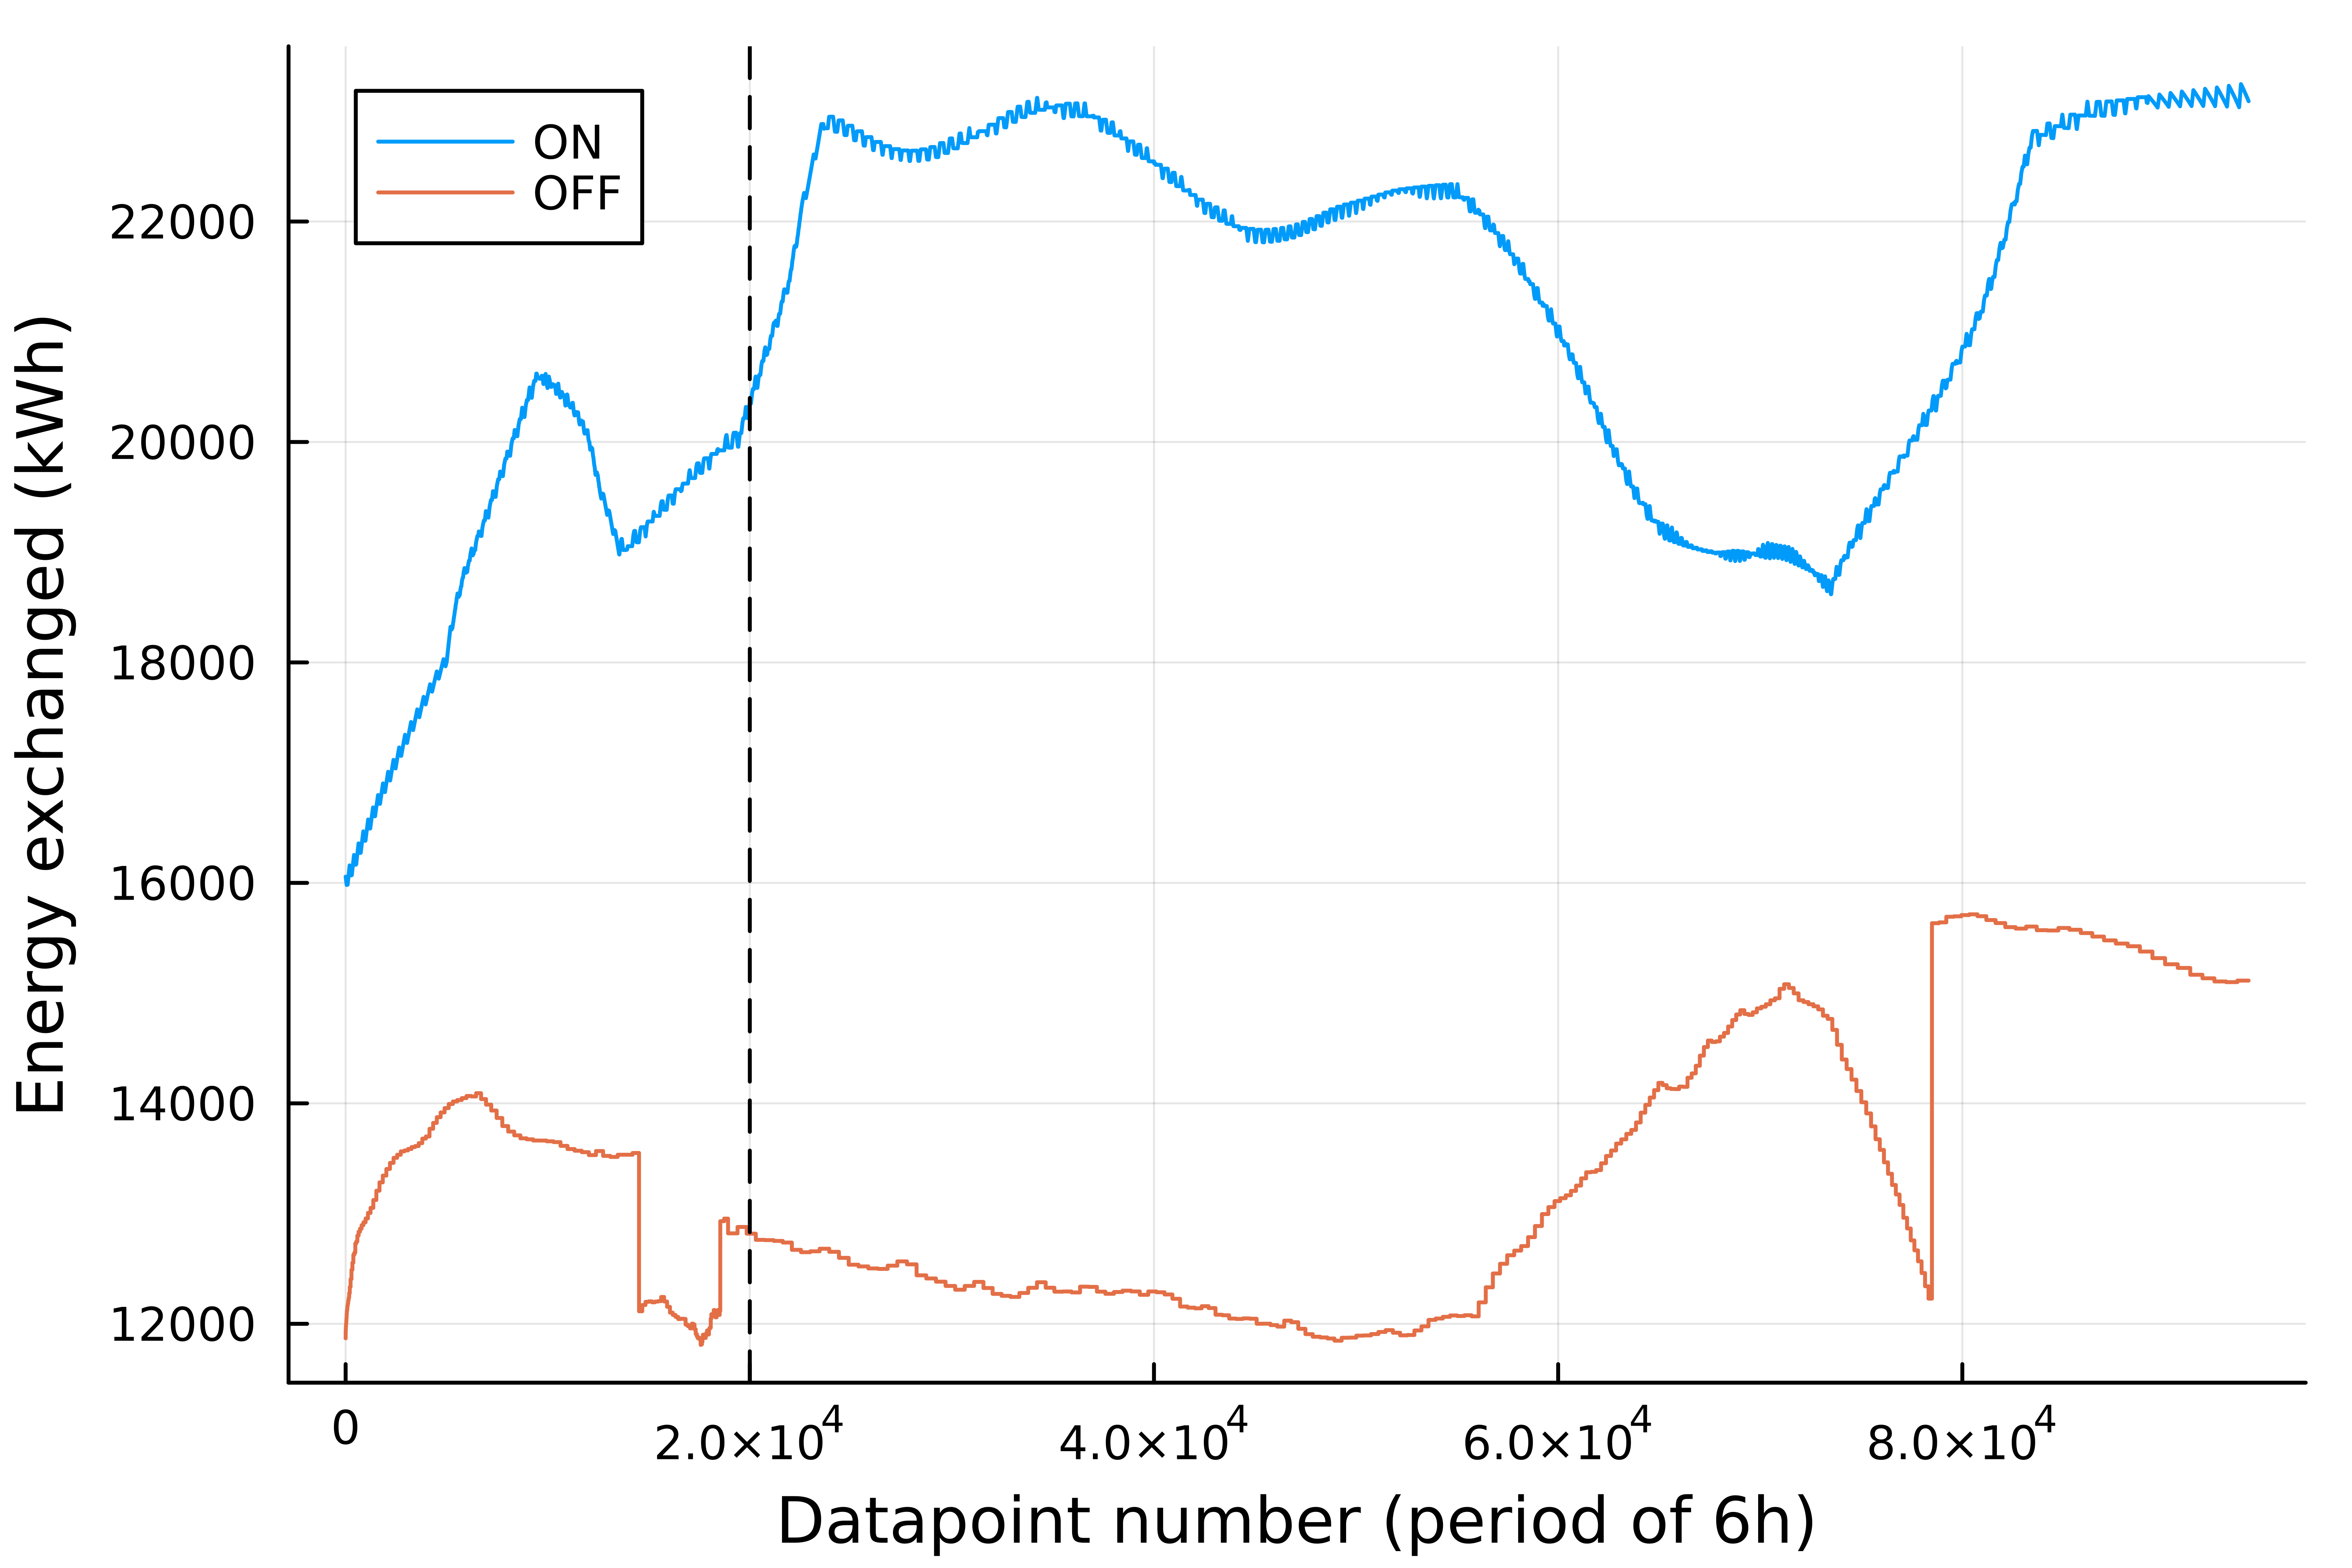 ON
OFF
Energy exchanged (kWh)
22000
20000
18000
16000
14000
12000
0
2.0×10⁴
4.0×10⁴
6.0×10⁴
8.0×10⁴
Datapoint number (period of 6h)